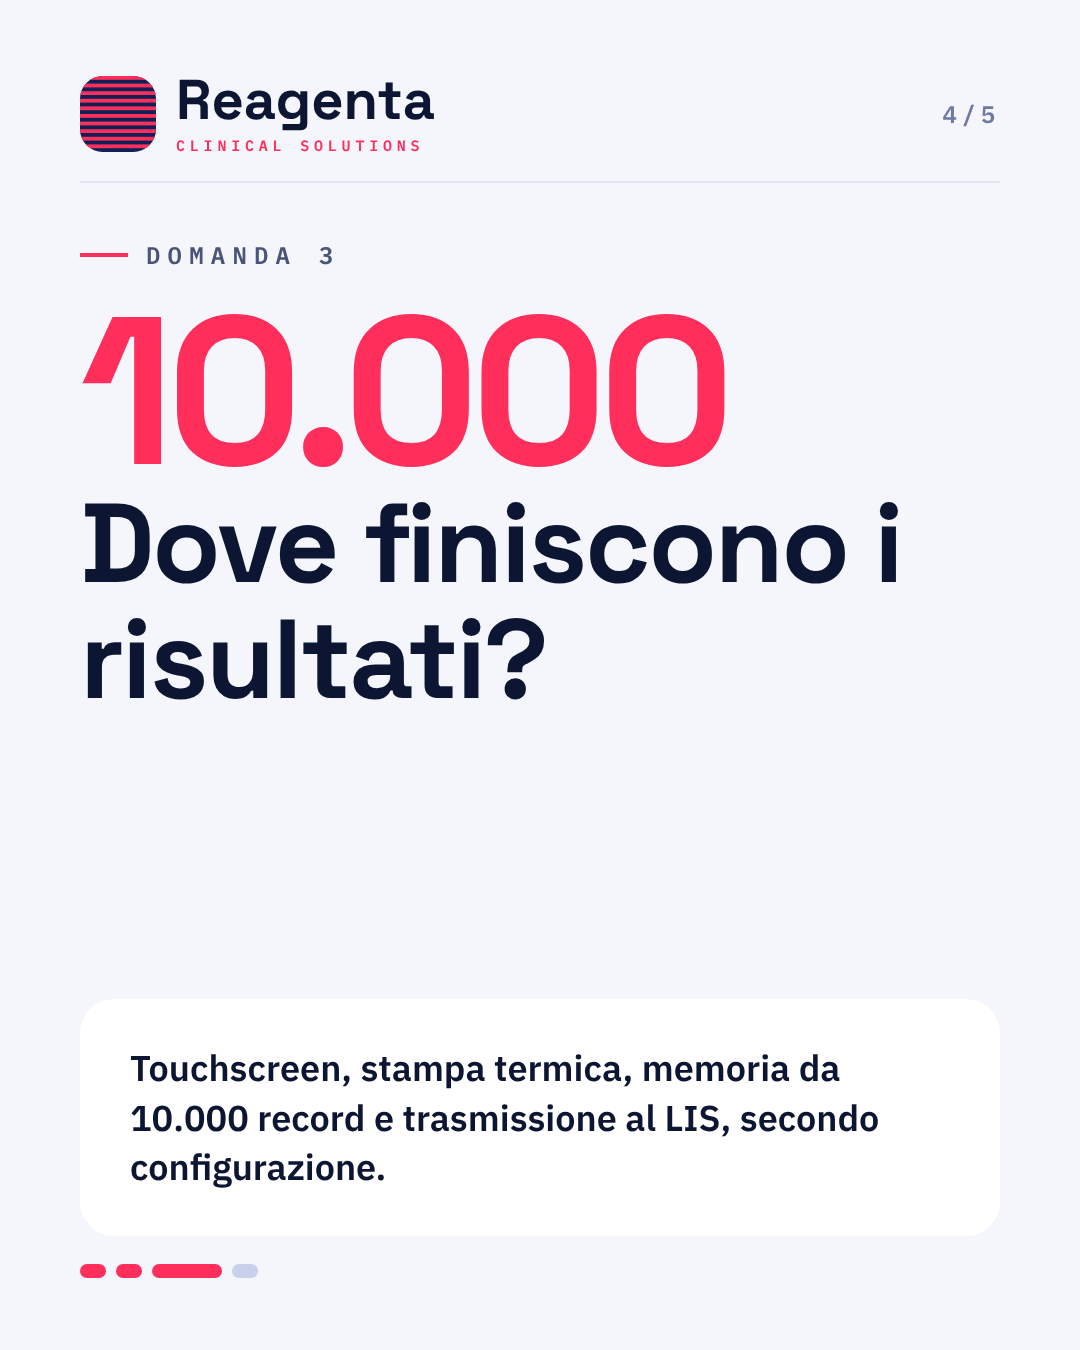 Reagenta
CLINICAL SOLUTIONS
4/5
DOMANDA 3
10.000
Dove finiscono i
risultati?
Touchscreen, stampa termica, memoria da
10.000 record e trasmissione al LIS, secondo
configurazione.